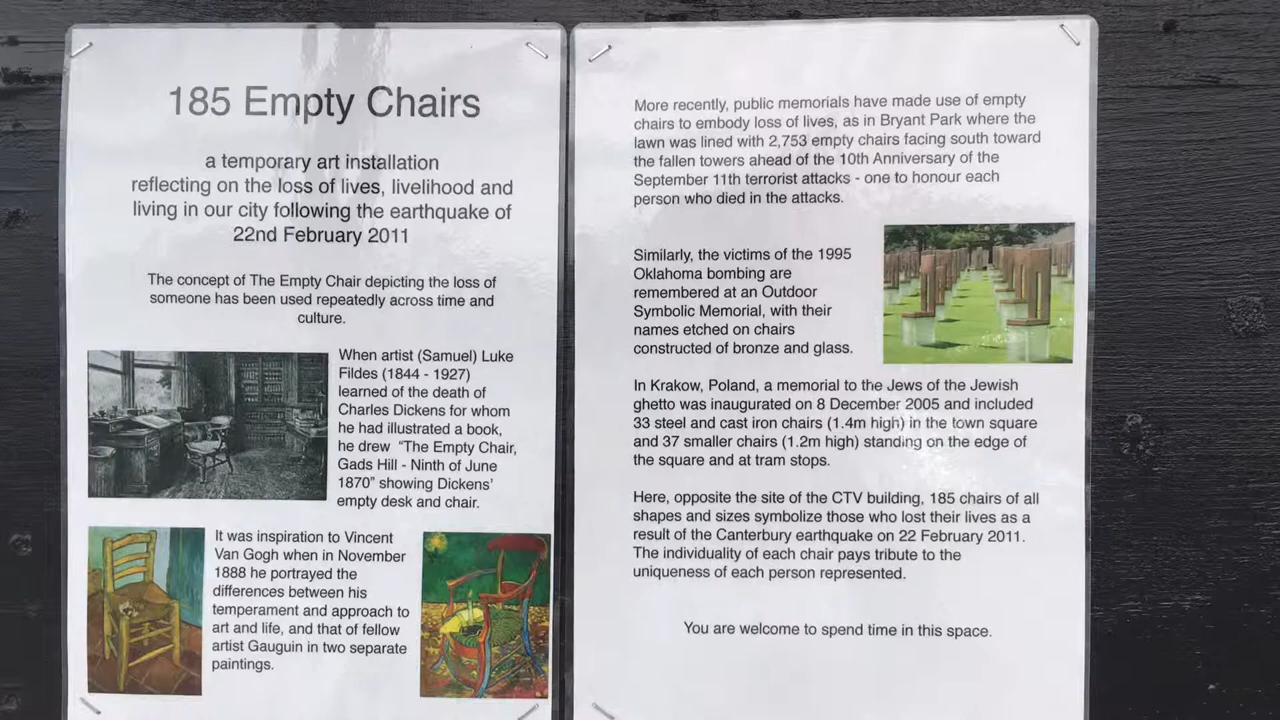 185 Empty Chairs
a temporary art installation
reflecting on the loss of lives, livelihood and
living in our city following the earthquake of
22nd February 2011
The concept of The Empty Chair depicting the loss of
someone has been used repeatedly across time and
culture.
When artist (Samuel) Luke
Fildes (1844 - 1927)
learned of the death of
Charles Dickens for whom
he had illustrated a book,
he drew “The Empty Chair,
Gads Hill - Ninth of June
1870” showing Dickens’
empty desk and chair.
It was inspiration to Vincent
Van Gogh when in November
1888 he portrayed the
differences between his
temperament and approach to
art and life, and that of fellow
artist Gauguin in two separate
paintings.
More recently, public memorials have made use of empty
chairs to embody loss of lives, as in Bryant Park where the
lawn was lined with 2,753 empty chairs facing south toward
the fallen towers ahead of the 10th Anniversary of the
September 11th terrorist attacks - one to honour each
person who died in the attacks.
Similarly, the victims of the 1995
Oklahoma bombing are
remembered at an Outdoor
Symbolic Memorial, with their
names etched on chairs
constructed of bronze and glass.
In Krakow, Poland, a memorial to the Jews of the Jewish
ghetto was inaugurated on 8 December 2005 and included
33 steel and cast iron chairs (1.4m high) in the town square
and 37 smaller chairs (1.2m high) standing on the edge of
the square and at tram stops.
Here, opposite the site of the CTV building, 185 chairs of all
shapes and sizes symbolize those who lost their lives as a
result of the Canterbury earthquake on 22 February 2011.
The individuality of each chair pays tribute to the
uniqueness of each person represented.
You are welcome to spend time in this space.